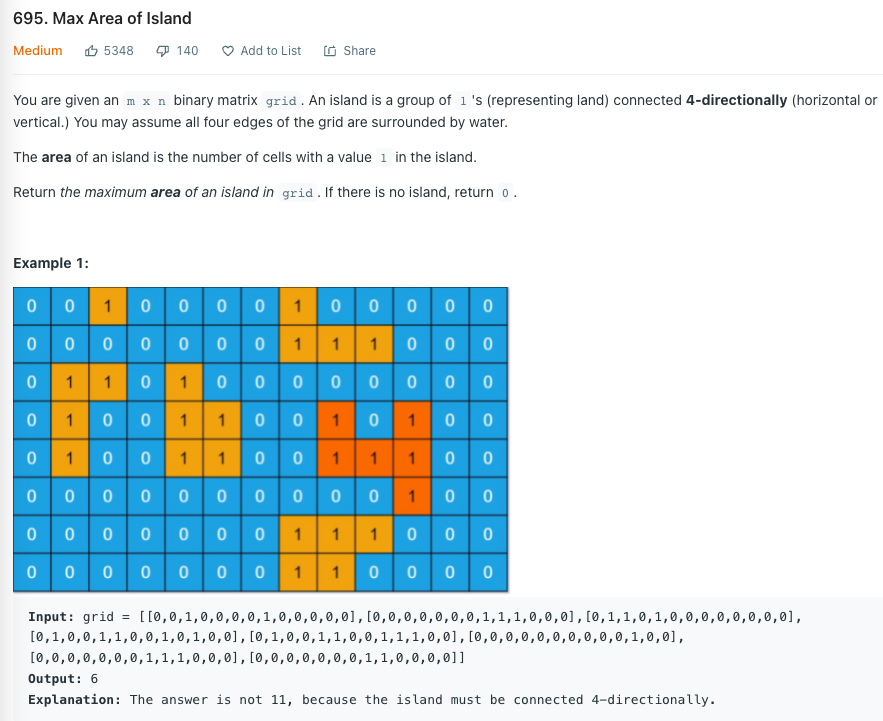 695. Max Area of Island
Medium 5348 140 Add to List Share
You are given an m x n binary matrix grid. An island is a group of 1 's (representing land) connected 4-directionally (horizontal or
vertical.) You may assume all four edges of the grid are surrounded by water.
The area of an island is the number of cells with a value 1 in the island.
Return the maximum area of an island in grid. If there is no island, return 0.
Example 1:
0 0 1 0 0 0 0 1 0 0 0 0 0
0 0 0 0 0 0 0 1 1 1 0 0 0
0 1 1 0 1 0 0 0 0 0 0 0 0
0 1 0 0 1 1 0 0 1 0 1 0 0
0 1 0 0 1 1 0 0 1 1 1 0 0
0 0 0 0 0 0 0 0 0 0 1 0 0
0 0 0 0 0 0 0 1 1 1 0 0 0
0 0 0 0 0 0 0 1 1 0 0 0 0
Input: grid = [[0,0,1,0,0,0,0,1,0,0,0,0,0],[0,0,0,0,0,0,0,1,1,1,0,0,0],[0,1,1,0,1,0,0,0,0,0,0,0,0],
[0,1,0,0,1,1,0,0,1,0,1,0,0],[0,1,0,0,1,1,0,0,1,1,1,0,0],[0,0,0,0,0,0,0,0,0,0,1,0,0],
[0,0,0,0,0,0,0,1,1,1,0,0,0],[0,0,0,0,0,0,0,1,1,0,0,0,0]]
Output: 6
Explanation: The answer is not 11, because the island must be connected 4-directionally.